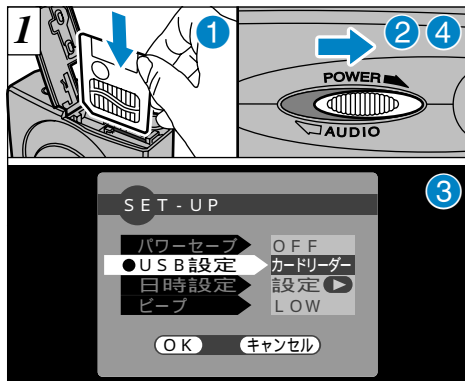 1
1
2 4
POWER
AUDIO
3
SET-UP
パワーセーブ OFF
●USB設定 カードリーダー
日時設定 設定
ビープ LOW
OK キャンセル